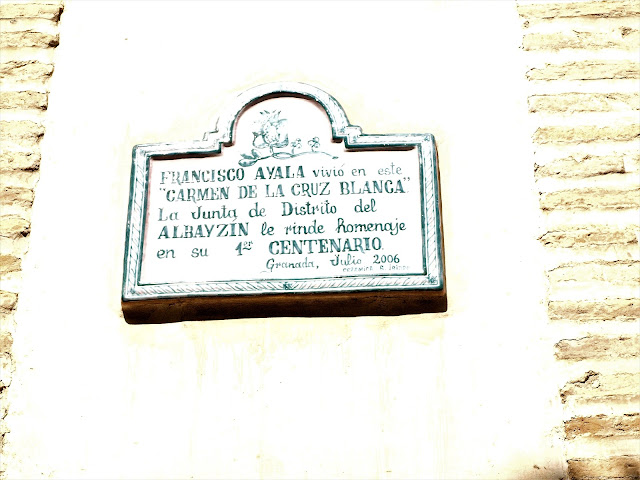 FRANCISCO AYALA vivió en este
"CARMEN DE LA CRUZ BLANCA".
La Junta de Distrito del
ALBAYZIN le rinde homenaje
en su 1er CENTENARIO.
Granada, Julio 2006